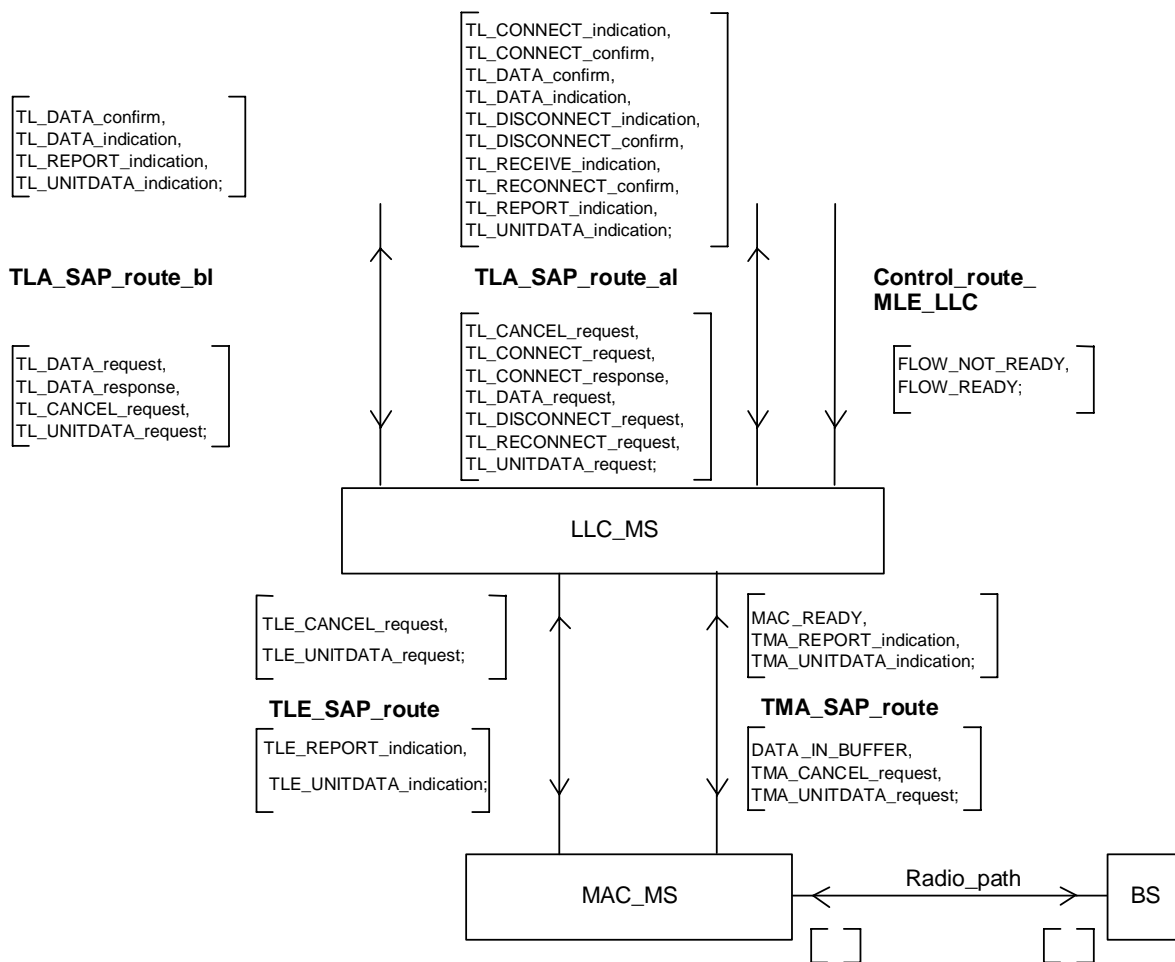 TL_CONNECT_indication,
TL_CONNECT_confirm,
TL_DATA_confirm,
TL_DATA_indication,
TL_DISCONNECT_indication,
TL_DISCONNECT_confirm,
TL_RECEIVE_indication,
TL_RECONNECT_confirm,
TL_REPORT_indication,
TL_UNITDATA_indication;
TL_DATA_confirm,
TL_DATA_indication,
TL_REPORT_indication,
TL_UNITDATA_indication;
TLA_SAP_route_bl
TLA_SAP_route_al
Control_route_
MLE_LLC
TL_DATA_request,
TL_DATA_response,
TL_CANCEL_request,
TL_UNITDATA_request;
TL_CANCEL_request,
TL_CONNECT_request,
TL_CONNECT_response,
TL_DATA_request,
TL_DISCONNECT_request,
TL_RECONNECT_request,
TL_UNITDATA_request;
FLOW_NOT_READY,
FLOW_READY;
LLC_MS
TLE_CANCEL_request,
TLE_UNITDATA_request;
MAC_READY,
TMA_REPORT_indication,
TMA_UNITDATA_indication;
TLE_SAP_route
TMA_SAP_route
TLE_REPORT_indication,
TLE_UNITDATA_indication;
DATA_IN_BUFFER,
TMA_CANCEL_request,
TMA_UNITDATA_request;
MAC_MS
Radio_path
BS